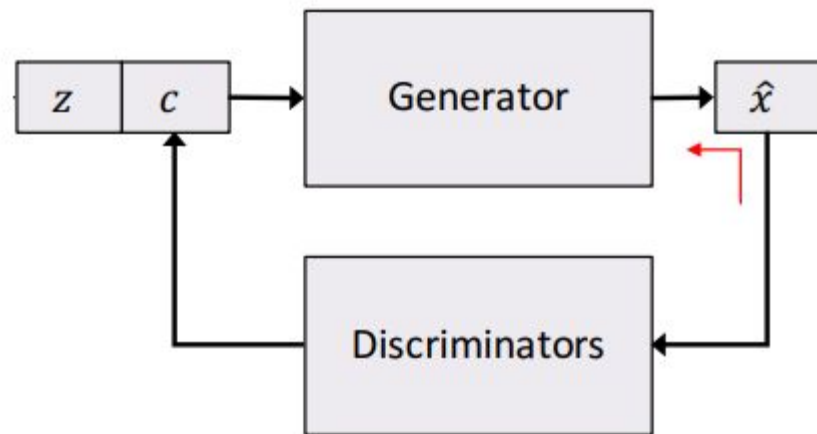 z c
Generator
x̂
Discriminators